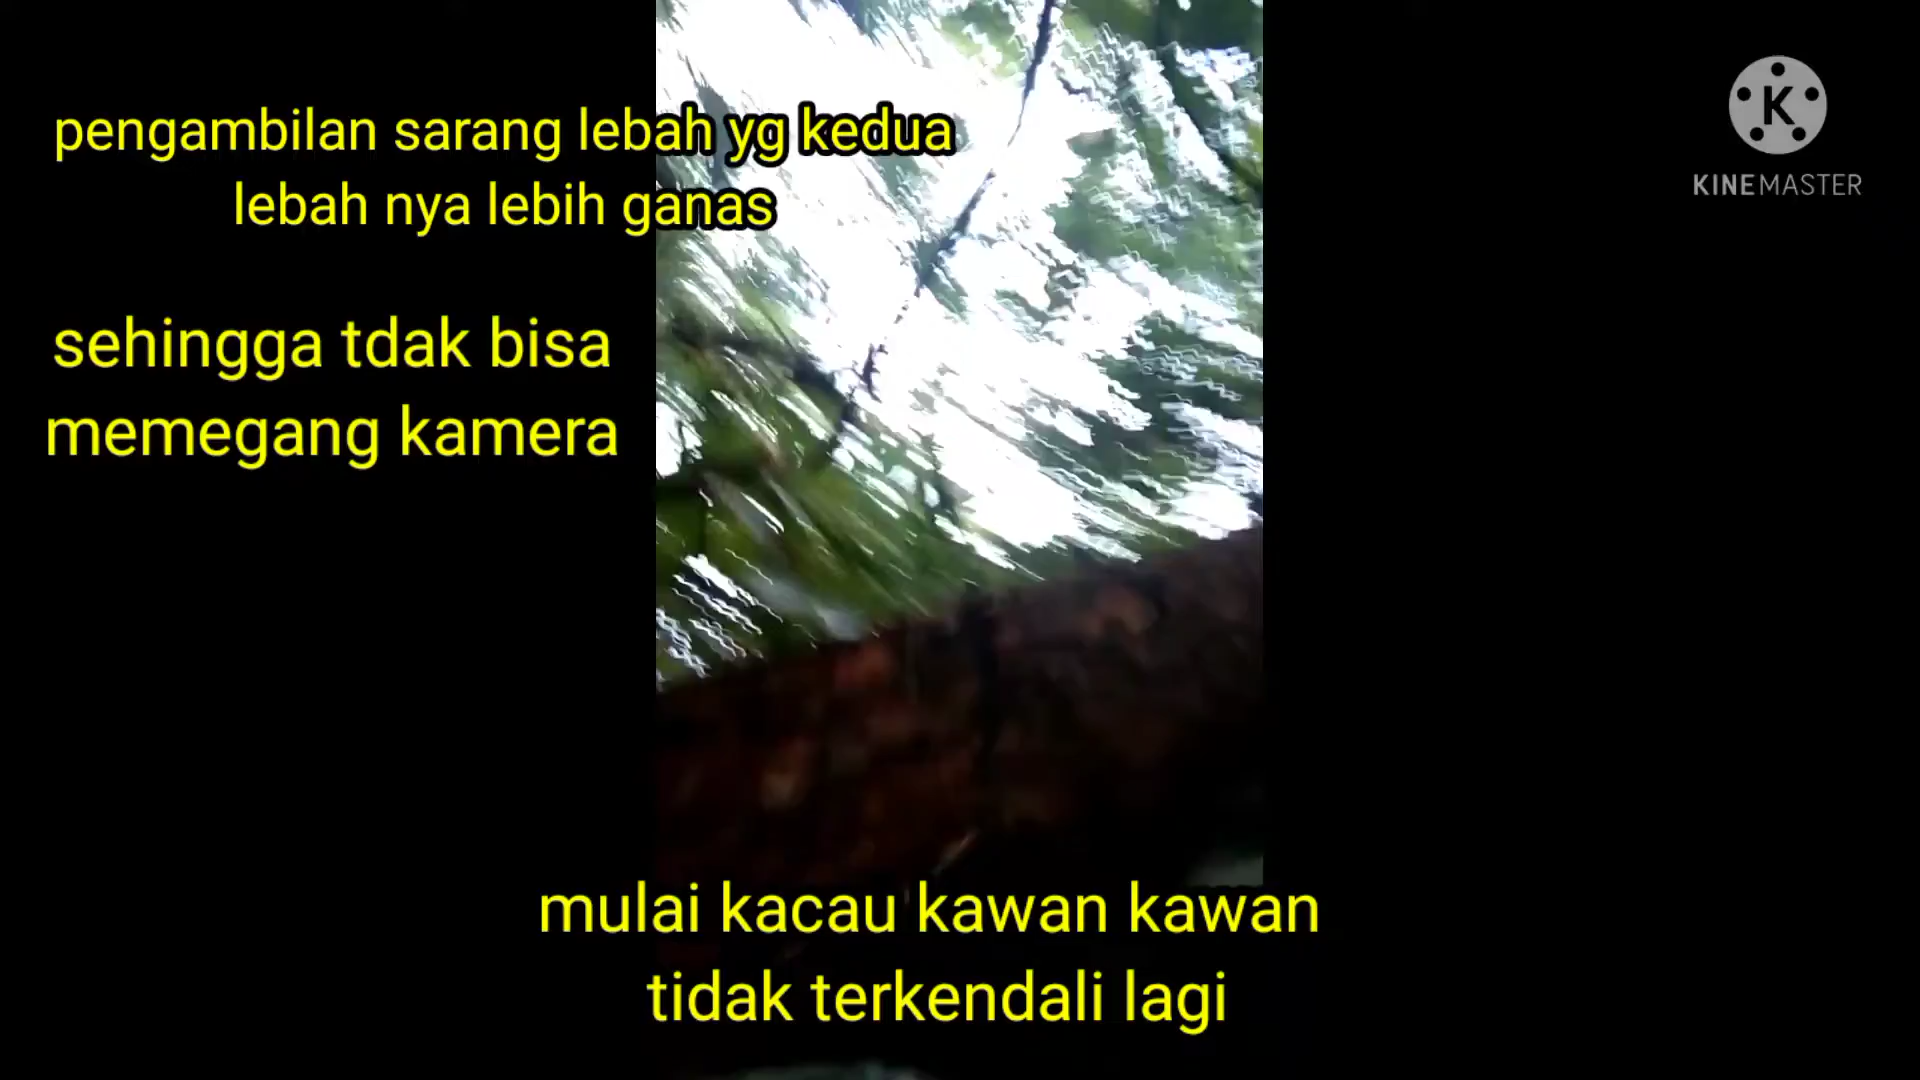 pengambilan sarang lebah yg kedua
lebah nya lebih ganas
sehingga tdak bisa
memegang kamera
mulai kacau kawan kawan
tidak terkendali lagi
KINEMASTER